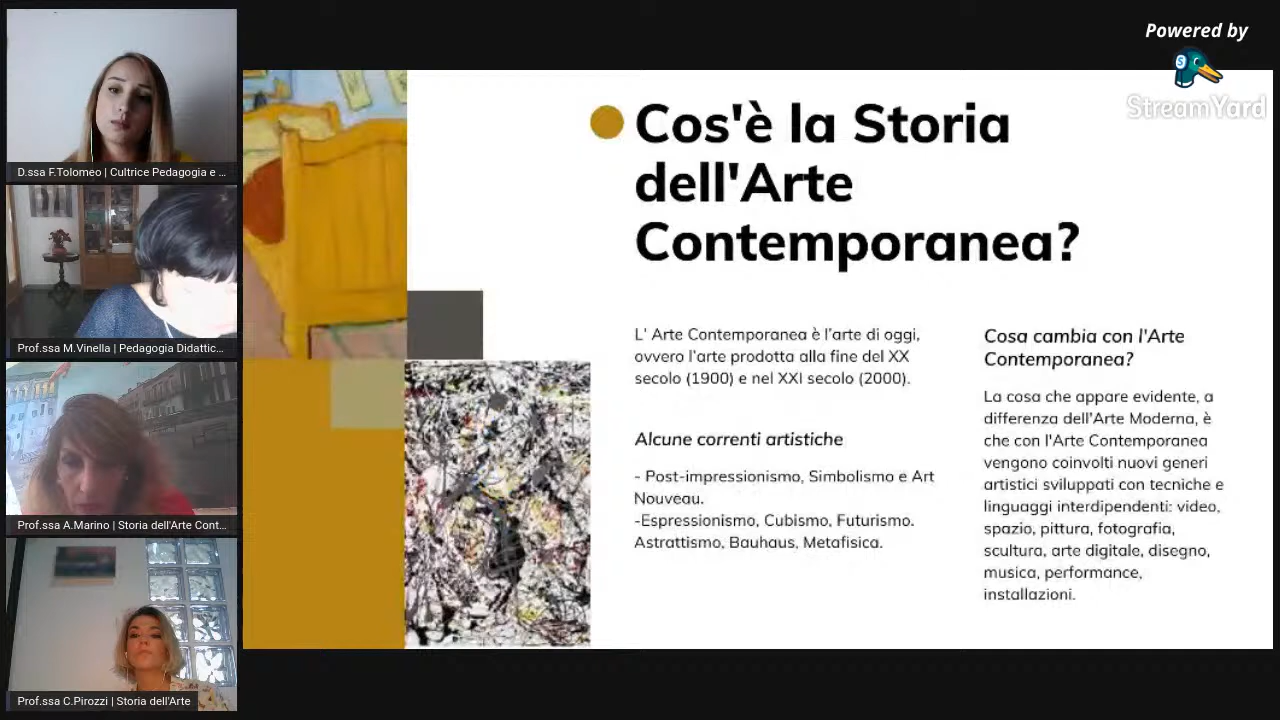 Powered by
StreamYard
D.ssa F.Tolomeo | Cultrice Pedagogia e ...
Prof.ssa M.Vinella | Pedagogia Didattic...
Prof.ssa A.Marino | Storia dell'Arte Cont...
Prof.ssa C.Pirozzi | Storia dell'Arte
Cos'è la Storia
dell'Arte
Contemporanea?
L' Arte Contemporanea è l'arte di oggi,
ovvero l'arte prodotta alla fine del XX
secolo (1900) e nel XXI secolo (2000).
Alcune correnti artistiche
- Post-impressionismo, Simbolismo e Art
Nouveau.
-Espressionismo, Cubismo, Futurismo.
Astrattismo, Bauhaus, Metafisica.
Cosa cambia con l'Arte
Contemporanea?
La cosa che appare evidente, a
differenza dell'Arte Moderna, è
che con l'Arte Contemporanea
vengono coinvolti nuovi generi
artistici sviluppati con tecniche e
linguaggi interdipendenti: video,
spazio, pittura, fotografia,
scultura, arte digitale, disegno,
musica, performance,
installazioni.